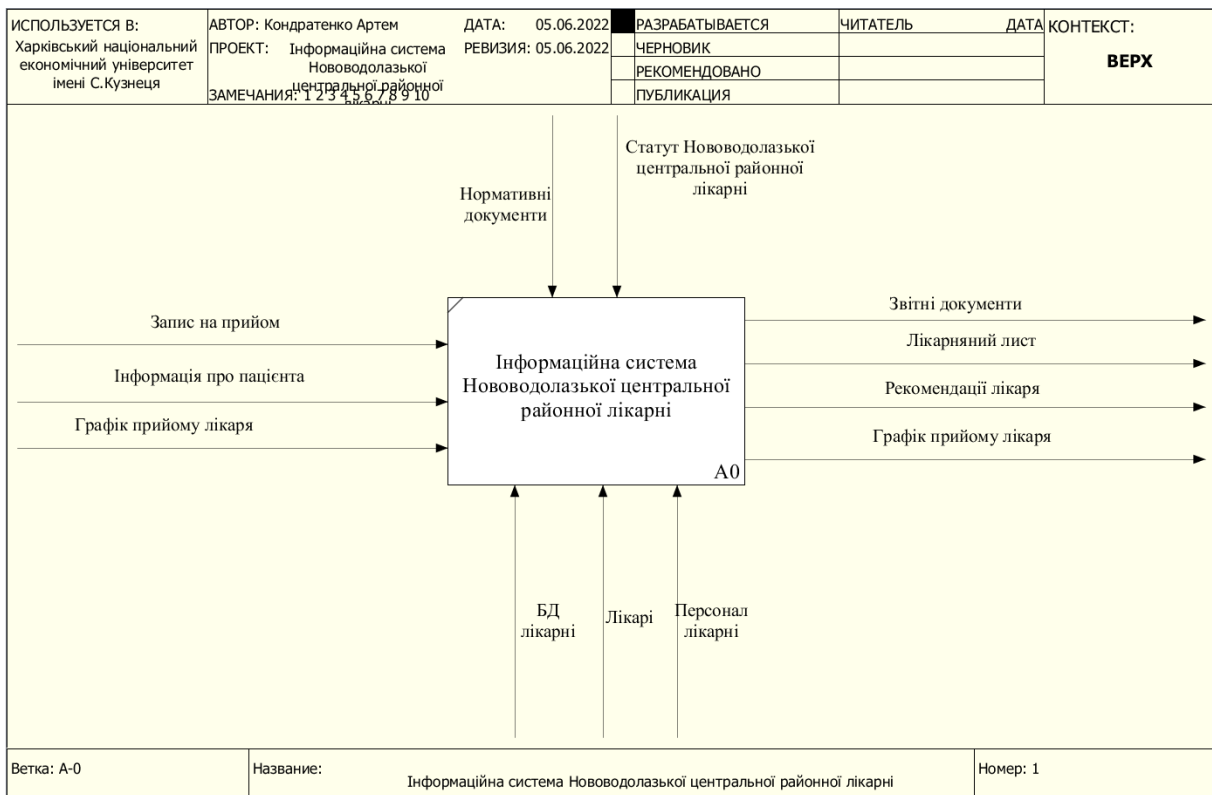 ИСПОЛЬЗУЕТСЯ В:
Харківський національний
економічний університет
імені С.Кузнеця
АВТОР: Кондратенко Артем
ПРОЕКТ: Інформаційна система
Нововодолазької
центральної районної
лікарні
ЗАМЕЧАНИЯ: 1 2 3 4 5 6 7 8 9 10
ДАТА: 05.06.2022
РЕВИЗИЯ: 05.06.2022
РАЗРАБАТЫВАЕТСЯ
ЧЕРНОВИК
РЕКОМЕНДОВАНО
ПУБЛИКАЦИЯ
ЧИТАТЕЛЬ ДАТА
КОНТЕКСТ:
ВЕРХ
Статут Нововодолазької
центральної районної
лікарні
Нормативні
документи
Запис на прийом
Інформація про пацієнта
Графік прийому лікаря
Інформаційна система
Нововодолазької центральної
районної лікарні
A0
Звітні документи
Лікарняний лист
Рекомендації лікаря
Графік прийому лікаря
БД
лікарні
Лікарі
Персонал
лікарні
Ветка: A-0
Название:
Інформаційна система Нововодолазької центральної районної лікарні
Номер: 1